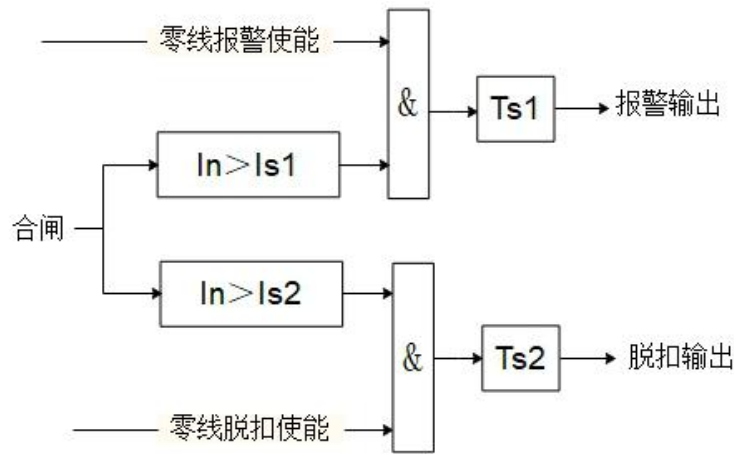 零线报警使能
&
Ts1
报警输出
In＞Is1
合闸
In＞Is2
&
Ts2
脱扣输出
零线脱扣使能